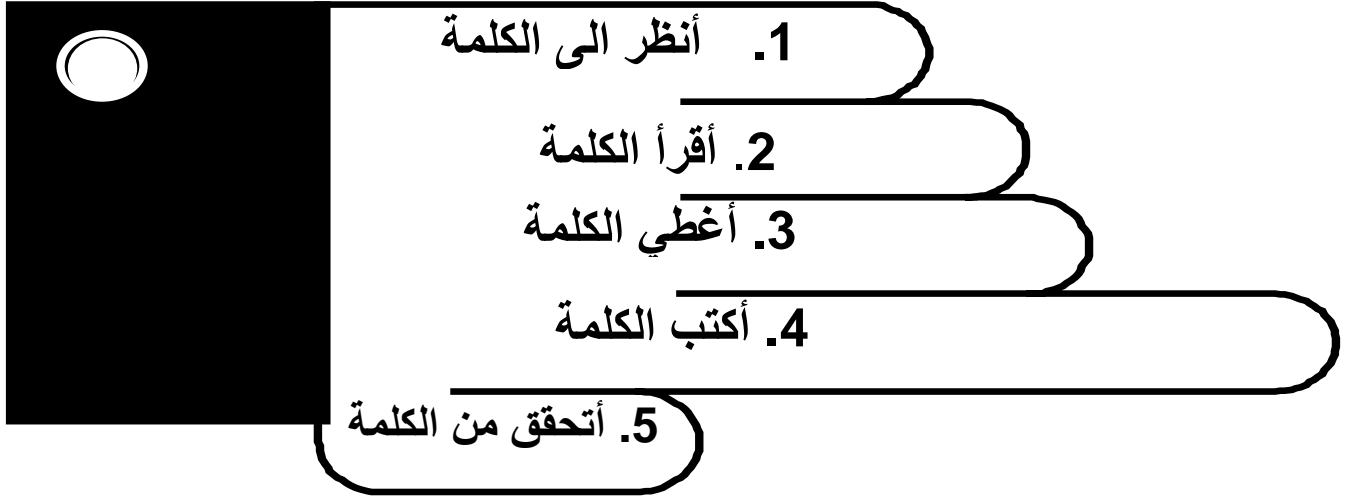 1. أنظر الى الكلمة
2. أقرأ الكلمة
3. أغطي الكلمة
4. أكتب الكلمة
5. أتحقق من الكلمة